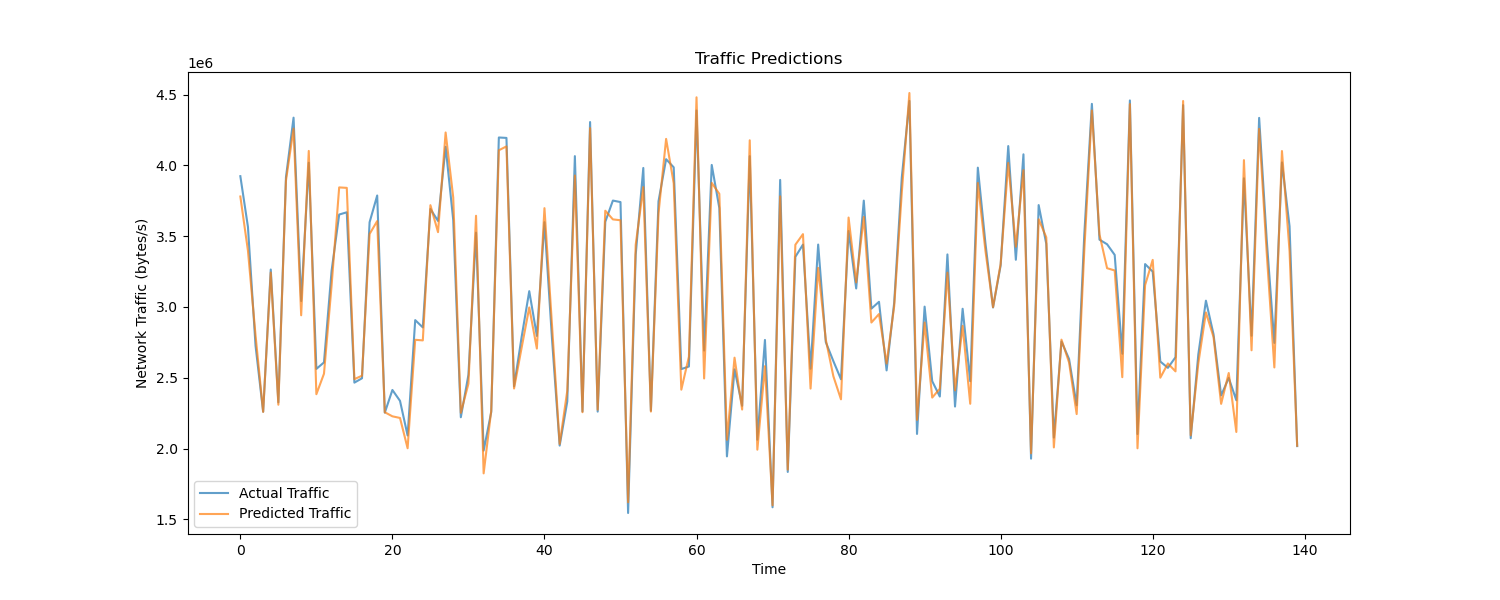 Traffic Predictions
1e6
4.5
4.0
3.5
3.0
2.5
2.0
1.5
Network Traffic (bytes/s)
Actual Traffic
Predicted Traffic
0 20 40 60 80 100 120 140
Time